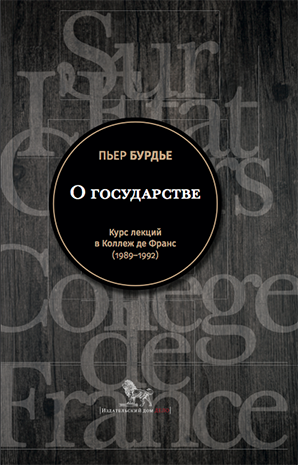 Sur
L'État
Cours
ПЬЕР БУРДЬЕ
О ГОСУДАРСТВЕ
Курс лекций
в Коллеж де Франс
(1989–1992)
Collège
de
France
[Издательский дом ДЕЛО]